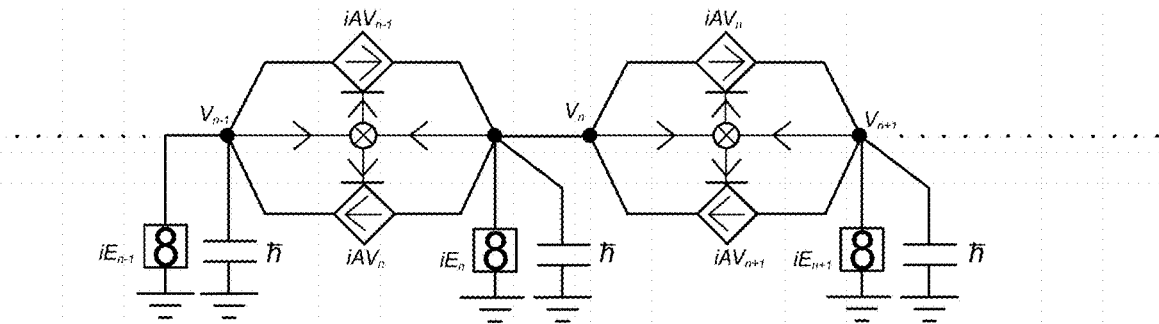 iAVₙ₋₁ iAVₙ
Vₙ₋₁ Vₙ Vₙ₊₁
iEₙ₋₁ ħ iAVₙ iEₙ ħ iAVₙ₊₁ iEₙ₊₁ ħ